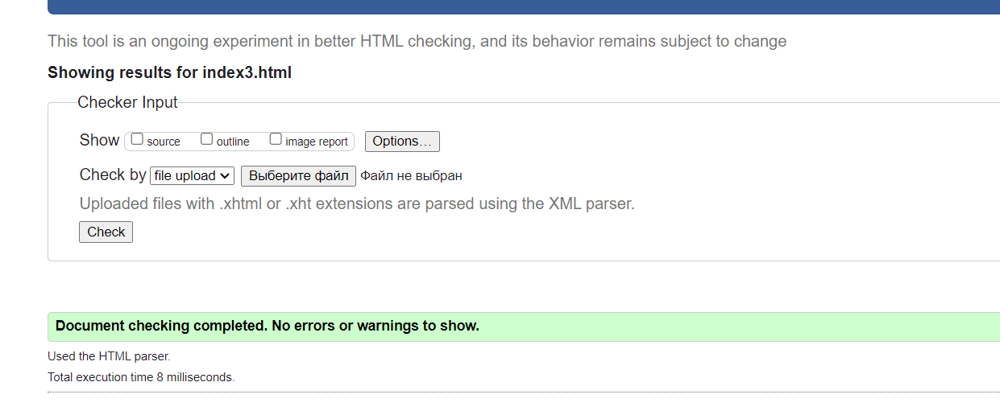 This tool is an ongoing experiment in better HTML checking, and its behavior remains subject to change
Showing results for index3.html
Checker Input
Show source outline image report Options...
Check by file upload Выберите файл Файл не выбран
Uploaded files with .xhtml or .xht extensions are parsed using the XML parser.
Check
Document checking completed. No errors or warnings to show.
Used the HTML parser.
Total execution time 8 milliseconds.